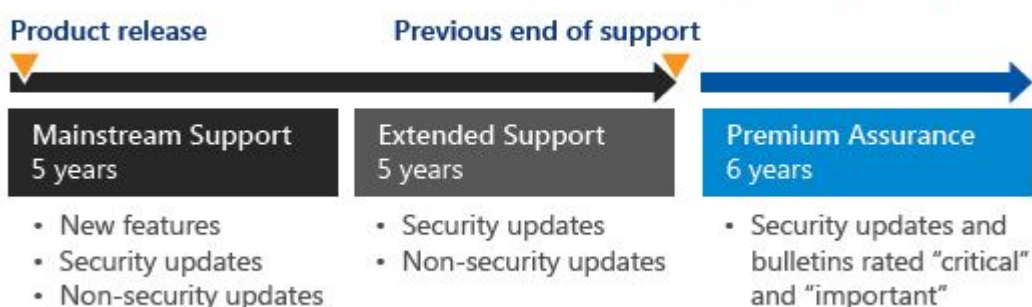 Product release
Previous end of support
Mainstream Support
5 years
• New features
• Security updates
• Non-security updates
Extended Support
5 years
• Security updates
• Non-security updates
Premium Assurance
6 years
• Security updates and
bulletins rated “critical”
and “important”